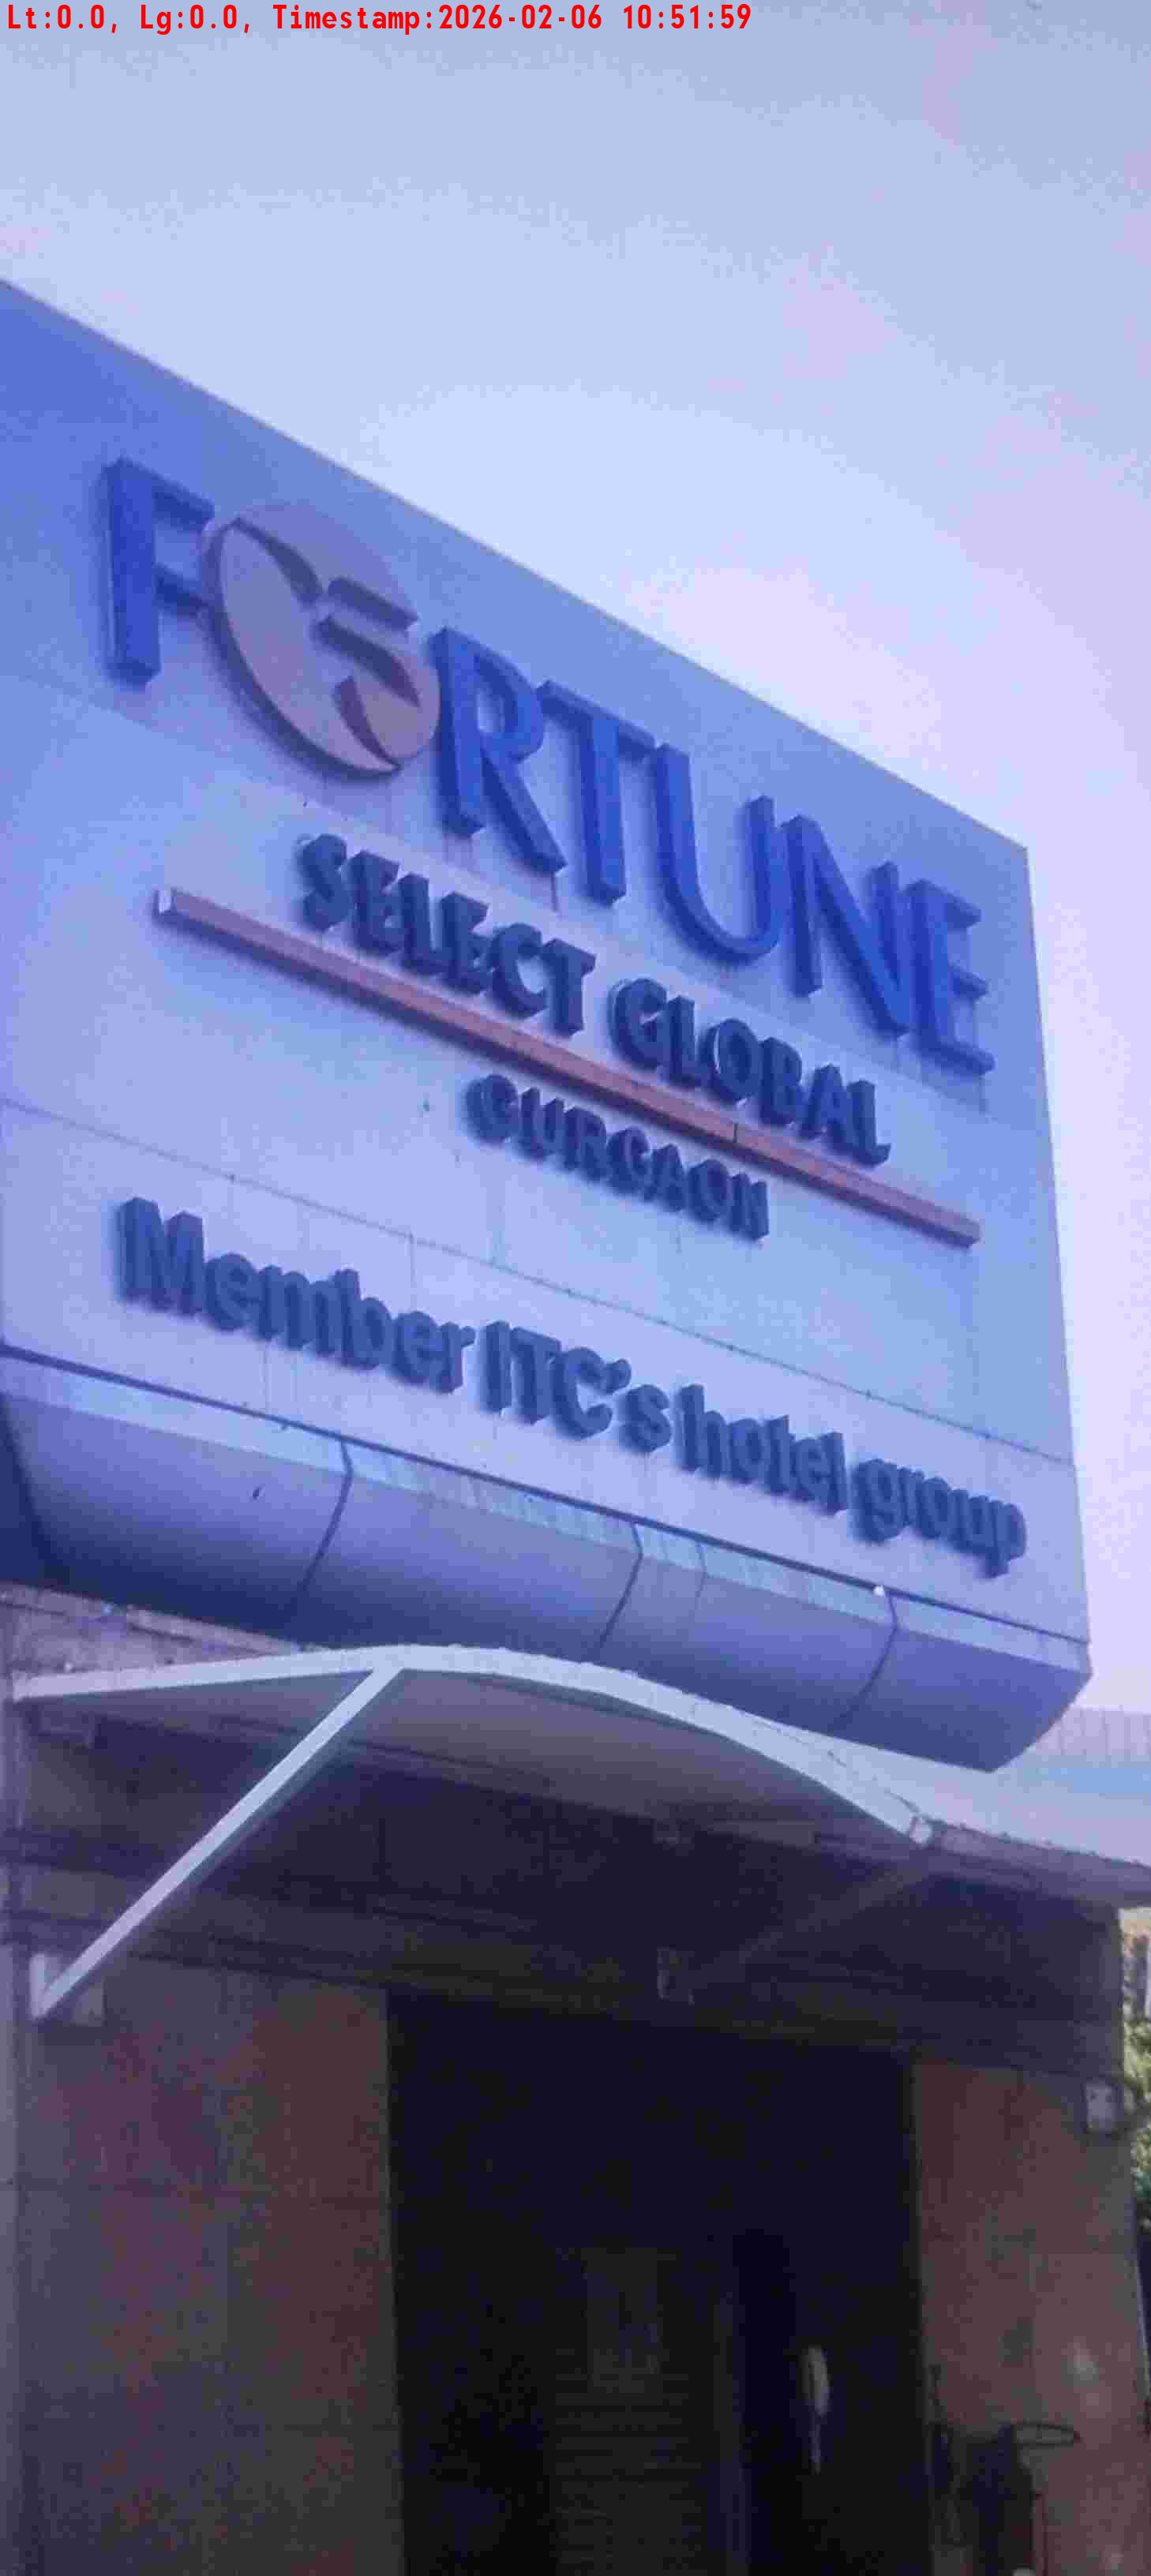 Lt:0.0, Lg:0.0, Timestamp:2026-02-06 10:51:59
FORTUNE
SELECT GLOBAL
GURGAON
Member ITC's hotel group